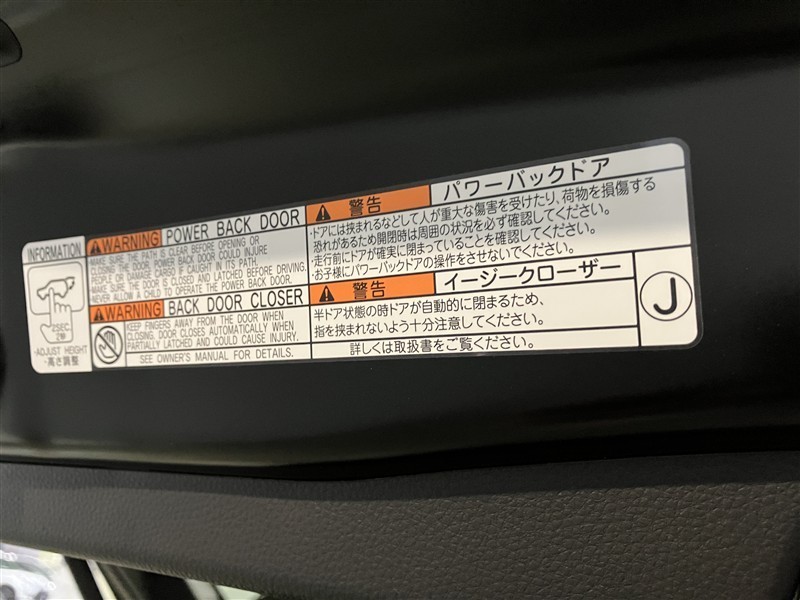 INFORMATION
2SEC.
2秒
·ADJUST HEIGHT
·高さ調整
WARNING POWER BACK DOOR
MAKE SURE THE PATH IS CLEAR BEFORE OPENING OR
CLOSING THE DOOR. POWER BACK DOOR COULD INJURE
PEOPLE OR DAMAGE CARGO IF CAUGHT IN ITS PATH.
MAKE SURE THE DOOR IS CLOSED AND LATCHED BEFORE DRIVING.
NEVER ALLOW A CHILD TO OPERATE THE POWER BACK DOOR.
WARNING BACK DOOR CLOSER
KEEP FINGERS AWAY FROM THE DOOR WHEN
CLOSING. DOOR CLOSES AUTOMATICALLY WHEN
PARTIALLY LATCHED AND COULD CAUSE INJURY.
SEE OWNER'S MANUAL FOR DETAILS.
警告 パワーバックドア
·ドアには挟まれるなどして人が重大な傷害を受けたり、荷物を損傷する
恐れがあるため開閉時は周囲の状況を必ず確認してください。
·走行前にドアが確実に閉まっていることを確認してください。
·お子様にパワーバックドアの操作をさせないでください。
警告 イージークローザー
半ドア状態の時ドアが自動的に閉まるため、
指を挟まれないよう十分注意してください。
詳しくは取扱書をご覧ください。
J